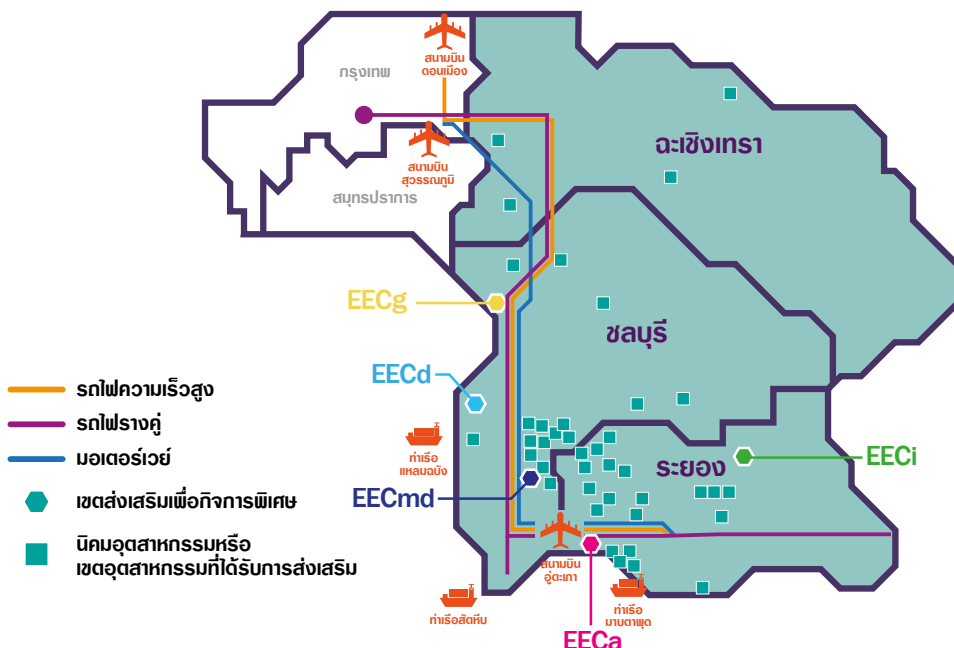 สนามบิน
ดอนเมือง
กรุงเทพ
สนามบิน
สุวรรณภูมิ
สมุทรปราการ
ฉะเชิงเทรา
EECg
ชลบุรี
EECd
รถไฟความเร็วสูง
รถไฟรางคู่
มอเตอร์เวย์
ท่าเรือ
แหลมฉบัง
ระยอง
EECi
EECmd
เขตส่งเสริมเพื่อกิจการพิเศษ
นิคมอุตสาหกรรมหรือ
เขตอุตสาหกรรมที่ได้รับการส่งเสริม
สนามบิน
อู่ตะเภา
ท่าเรือสัตหีบ
ท่าเรือ
มาบตาพุด
EECa